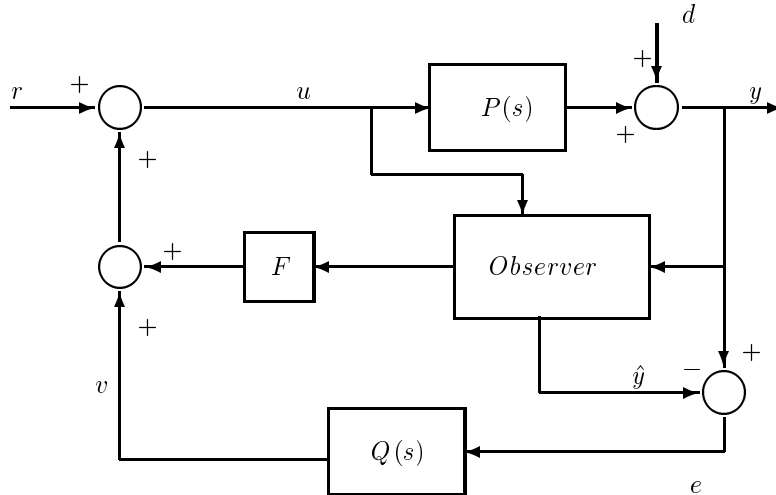 d
+
r
+
u
P(s)
y
+
+
+
F
Observer
+
+
v
ŷ
−
Q(s)
e